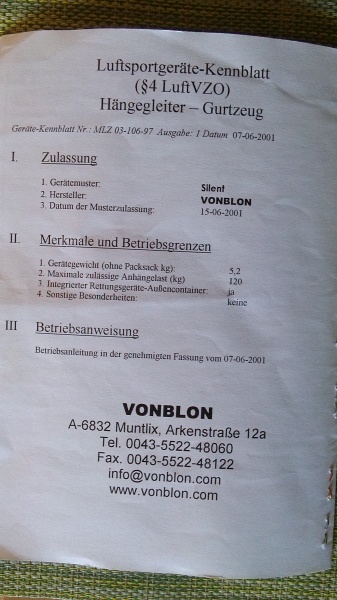 Luftsportgeräte-Kennblatt
(§4 LuftVZO)
Hängegleiter – Gurtzeug
Geräte-Kennblatt Nr.: MLZ 03-106-97 Ausgabe: 1 Datum 07-06-2001
I. Zulassung
1. Gerätemuster: Silent
2. Hersteller: VONBLON
3. Datum der Musterzulassung: 15-06-2001
II. Merkmale und Betriebsgrenzen
1. Gerätgewicht (ohne Packsack kg): 5,2
2. Maximale zulässige Anhängelast (kg) 120
3. Integrierter Rettungsgeräte-Außencontainer: ja
4. Sonstige Besonderheiten: keine
III Betriebsanweisung
Betriebsanleitung in der genehmigten Fassung vom 07-06-2001
VONBLON
A-6832 Muntlix, Arkenstraße 12a
Tel. 0043-5522-48060
Fax. 0043-5522-48122
info@vonblon.com
www.vonblon.com